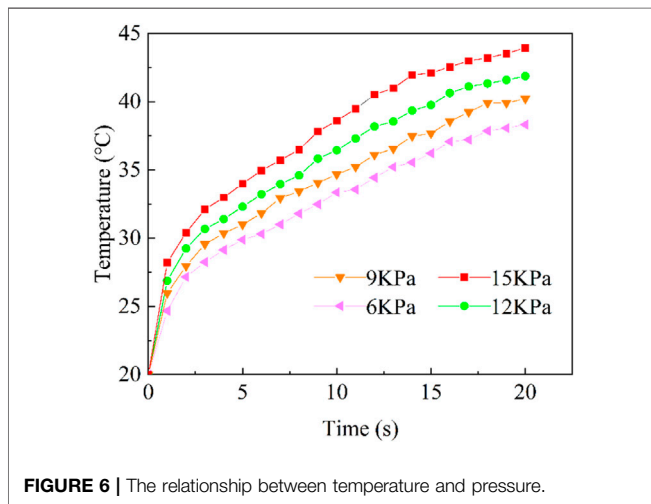 45
40
35
30
25
20
Temperature (°C)
9KPa 15KPa
6KPa 12KPa
0 5 10 15 20
Time (s)
FIGURE 6 | The relationship between temperature and pressure.